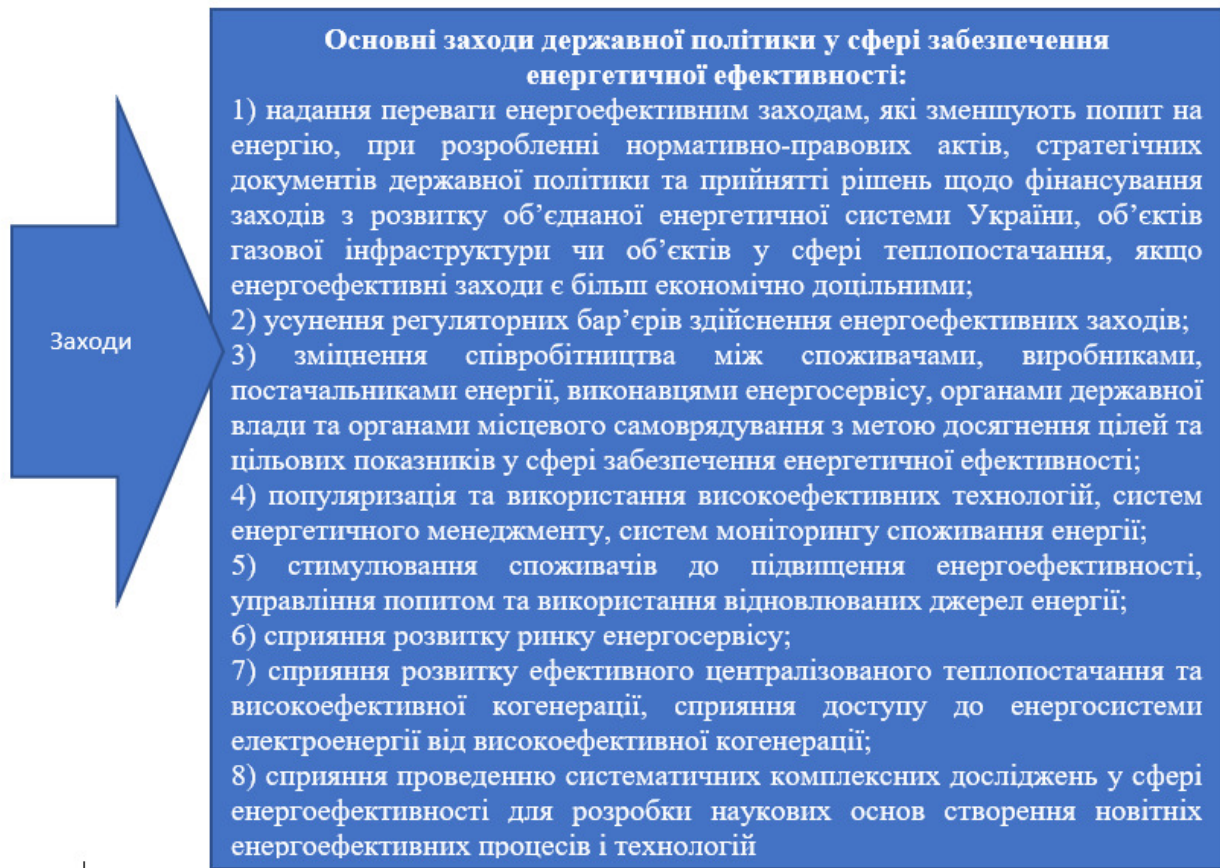 Основні заходи державної політики у сфері забезпечення
енергетичної ефективності:
1) надання переваги енергоефективним заходам, які зменшують попит на
енергію, при розробленні нормативно-правових актів, стратегічних
документів державної політики та прийнятті рішень щодо фінансування
заходів з розвитку об’єднаної енергетичної системи України, об’єктів
газової інфраструктури чи об’єктів у сфері теплопостачання, якщо
енергоефективні заходи є більш економічно доцільними;
2) усунення регуляторних бар’єрів здійснення енергоефективних заходів;
3) зміцнення співробітництва між споживачами, виробниками,
постачальниками енергії, виконавцями енергосервісу, органами державної
влади та органами місцевого самоврядування з метою досягнення цілей та
цільових показників у сфері забезпечення енергетичної ефективності;
4) популяризація та використання високоефективних технологій, систем
енергетичного менеджменту, систем моніторингу споживання енергії;
5) стимулювання споживачів до підвищення енергоефективності,
управління попитом та використання відновлюваних джерел енергії;
6) сприяння розвитку ринку енергосервісу;
7) сприяння розвитку ефективного централізованого теплопостачання та
високоефективної когенерації, сприяння доступу до енергосистеми
електроенергії від високоефективної когенерації;
8) сприяння проведенню систематичних комплексних досліджень у сфері
енергоефективності для розробки наукових основ створення новітніх
енергоефективних процесів і технологій
Заходи